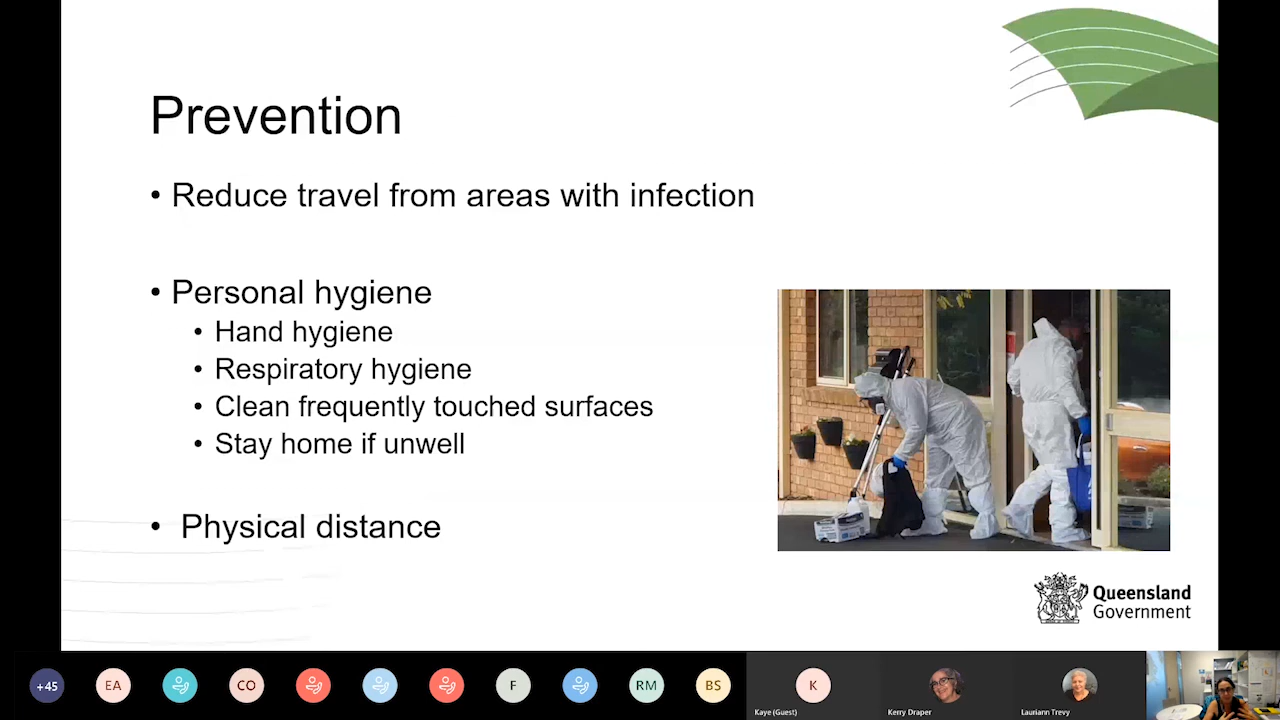 Prevention
• Reduce travel from areas with infection
• Personal hygiene
• Hand hygiene
• Respiratory hygiene
• Clean frequently touched surfaces
• Stay home if unwell
• Physical distance
Queensland
Government
+45
EA
CO
F
RM
BS
K
Kaye (Guest)
Kerry Draper
Lauriann Trevy